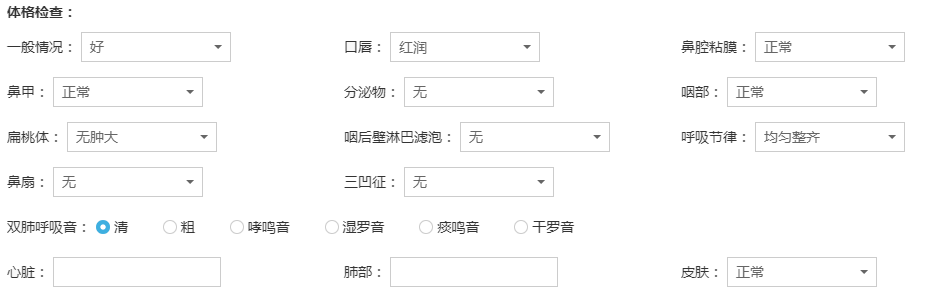 体格检查：
一般情况： 好 口唇： 红润 鼻腔粘膜： 正常
鼻甲： 正常 分泌物： 无 咽部： 正常
扁桃体： 无肿大 咽后壁淋巴滤泡： 无 呼吸节律： 均匀整齐
鼻扇： 无 三凹征： 无
双肺呼吸音： 清 粗 哮鸣音 湿罗音 痰鸣音 干罗音
心脏： 肺部： 皮肤： 正常